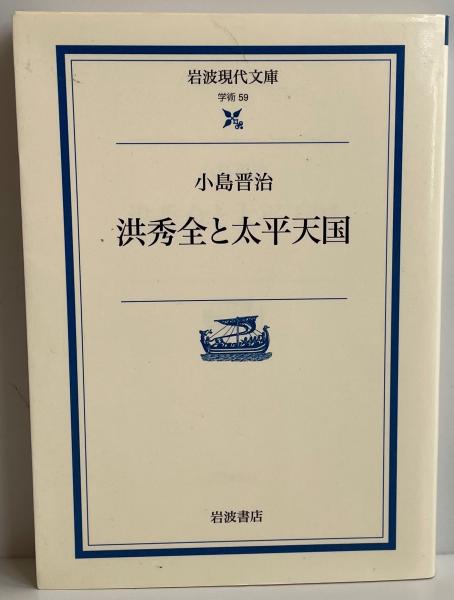 岩波現代文庫
学術 59
小島晋治
洪秀全と太平天国
岩波書店